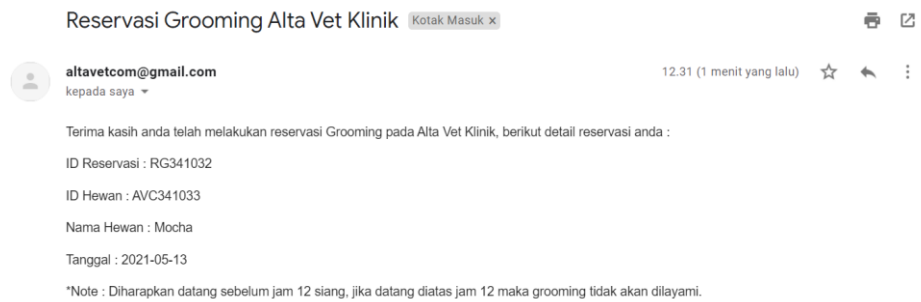 Reservasi Grooming Alta Vet Klinik Kotak Masuk x
altavetcom@gmail.com 12.31 (1 menit yang lalu)
kepada saya
Terima kasih anda telah melakukan reservasi Grooming pada Alta Vet Klinik, berikut detail reservasi anda :
ID Reservasi : RG341032
ID Hewan : AVC341033
Nama Hewan : Mocha
Tanggal : 2021-05-13
*Note : Diharapkan datang sebelum jam 12 siang, jika datang diatas jam 12 maka grooming tidak akan dilayami.